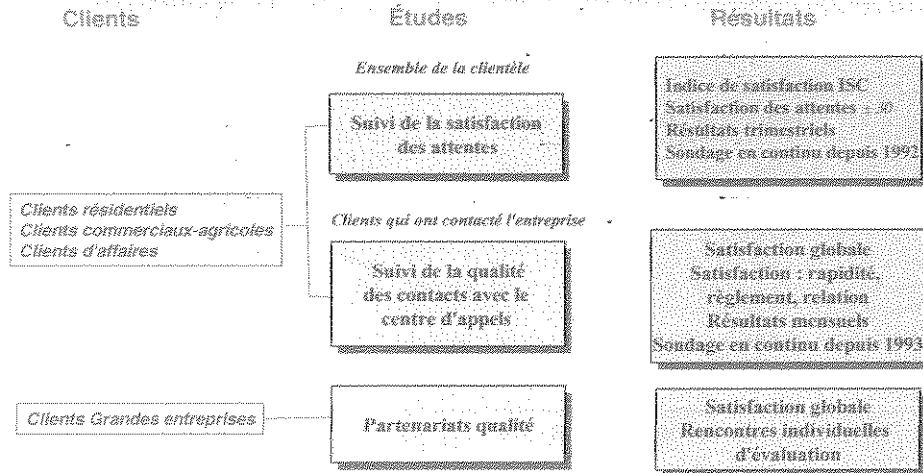 Clients
Études
Résultats
Ensemble de la clientèle
Suivi de la satisfaction
des attentes
Indice de satisfaction ISC
Satisfaction des attentes
Résultats trimestriels
Sondage en continu depuis 1993
Clients résidentiels
Clients commerciaux-agricoles
Clients d'affaires
Clients qui ont contacté l'entreprise
Suivi de la qualité
des contacts avec le
centre d'appels
Satisfaction globale
Satisfaction : rapidité,
règlement, relation
Résultats mensuels
Sondage en continu depuis 1993
Clients Grandes entreprises
Partenariats qualité
Satisfaction globale
Rencontres individuelles
d'évaluation